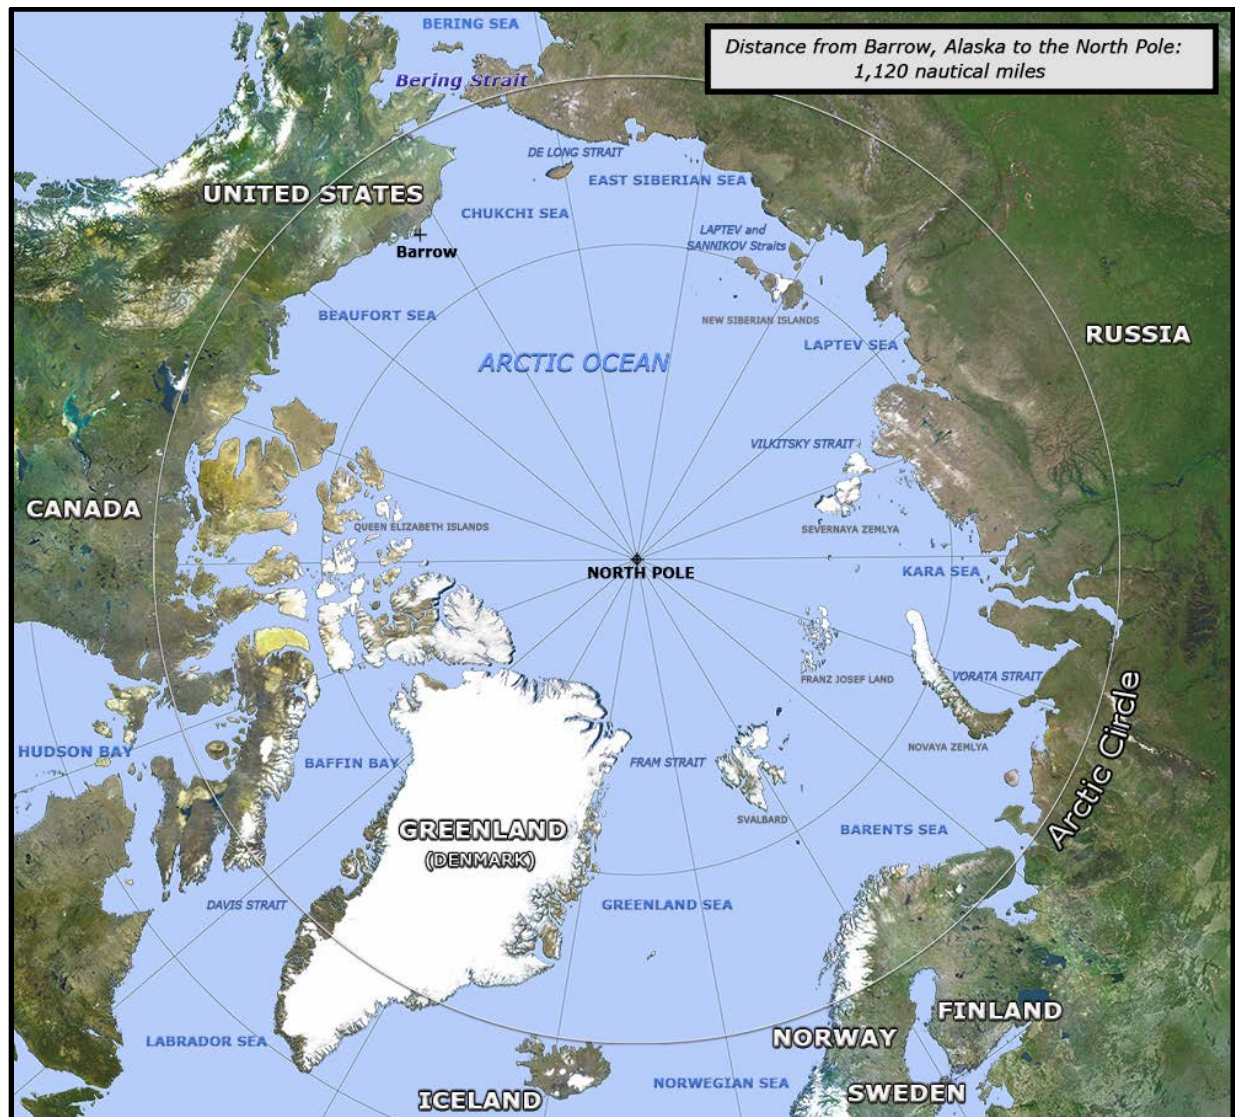 BERING SEA
Distance from Barrow, Alaska to the North Pole:
1,120 nautical miles
Bering Strait
DE LONG STRAIT
EAST SIBERIAN SEA
UNITED STATES
CHUKCHI SEA
LAPTEV and
SANNIKOV Straits
Barrow
BEAUFORT SEA
NEW SIBERIAN ISLANDS
RUSSIA
LAPTEV SEA
ARCTIC OCEAN
VILKITSKY STRAIT
CANADA
QUEEN ELIZABETH ISLANDS
SEVERNAYA ZEMLYA
NORTH POLE
KARA SEA
FRANZ JOSEF LAND
VORATA STRAIT
Arctic Circle
HUDSON BAY
BAFFIN BAY
FRAM STRAIT
NOVAYA ZEMLYA
SVALBARD
GREENLAND
(DENMARK)
BARENTS SEA
DAVIS STRAIT
GREENLAND SEA
FINLAND
LABRADOR SEA
NORWAY
ICELAND
NORWEGIAN SEA
SWEDEN